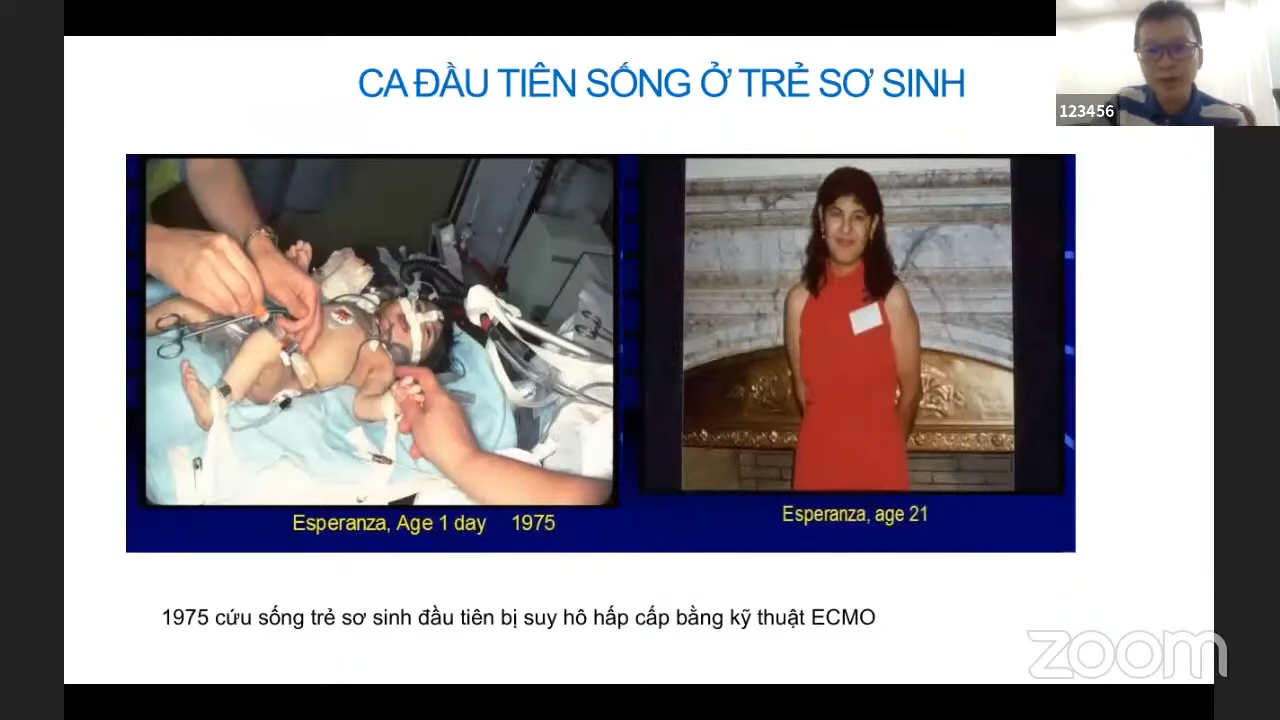 CA ĐẦU TIÊN SỐNG Ở TRẺ SƠ SINH
123456
Esperanza, Age 1 day 1975
Esperanza, age 21
1975 cứu sống trẻ sơ sinh đầu tiên bị suy hô hấp cấp bằng kỹ thuật ECMO
zoom